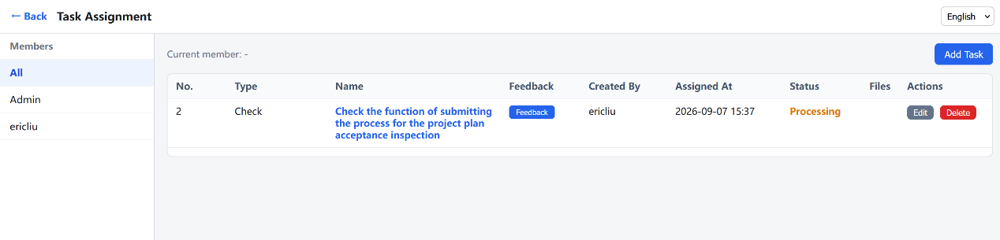 ← Back Task Assignment English
Members
All
Admin
ericliu
Current member: - Add Task
No. Type Name Feedback Created By Assigned At Status Files Actions
2 Check Check the function of submitting Feedback ericliu 2026-09-07 15:37 Processing Edit Delete
the process for the project plan
acceptance inspection